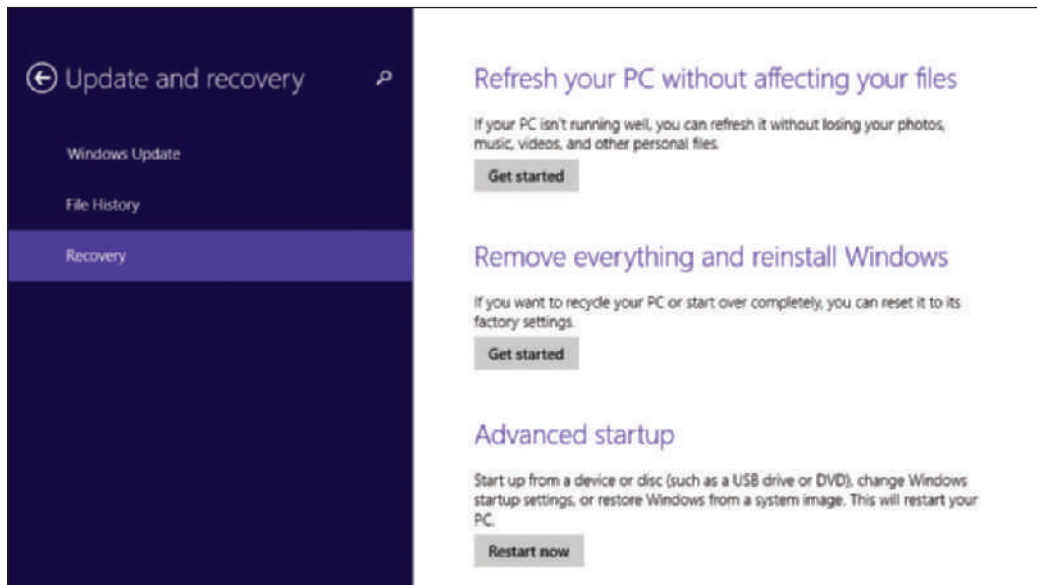 Update and recovery
Windows Update
File History
Recovery
Refresh your PC without affecting your files
If your PC isn't running well, you can refresh it without losing your photos,
music, videos, and other personal files.
Get started
Remove everything and reinstall Windows
If you want to recycle your PC or start over completely, you can reset it to its
factory settings.
Get started
Advanced startup
Start up from a device or disc (such as a USB drive or DVD), change Windows
startup settings, or restore Windows from a system image. This will restart your
PC.
Restart now